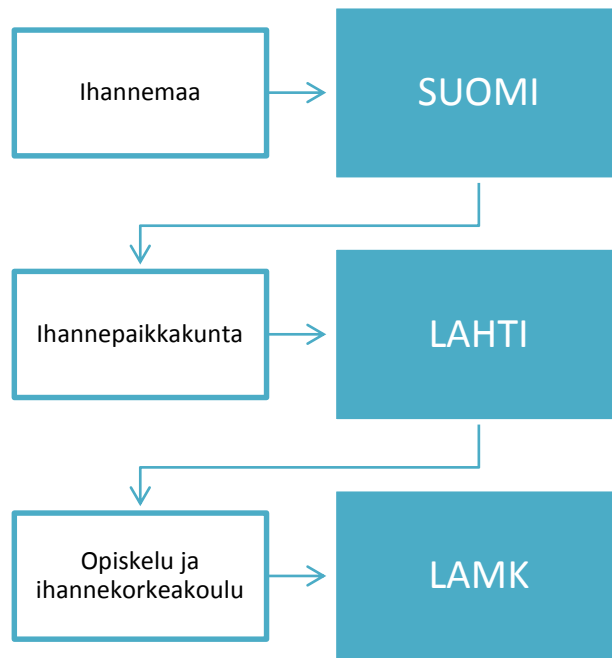 Ihannemaa
SUOMI
Ihannepaikkakunta
LAHTI
Opiskelu ja
ihannekorkeakoulu
LAMK